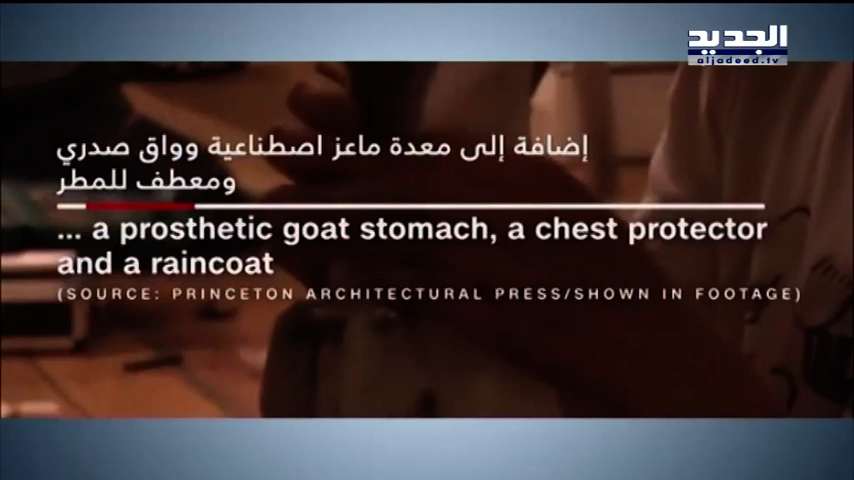 الجديد
aljadeed.tv
إضافة إلى معدة ماعز اصطناعية وواق صدري
ومعطف للمطر
... a prosthetic goat stomach, a chest protector
and a raincoat
(SOURCE: PRINCETON ARCHITECTURAL PRESS/SHOWN IN FOOTAGE)